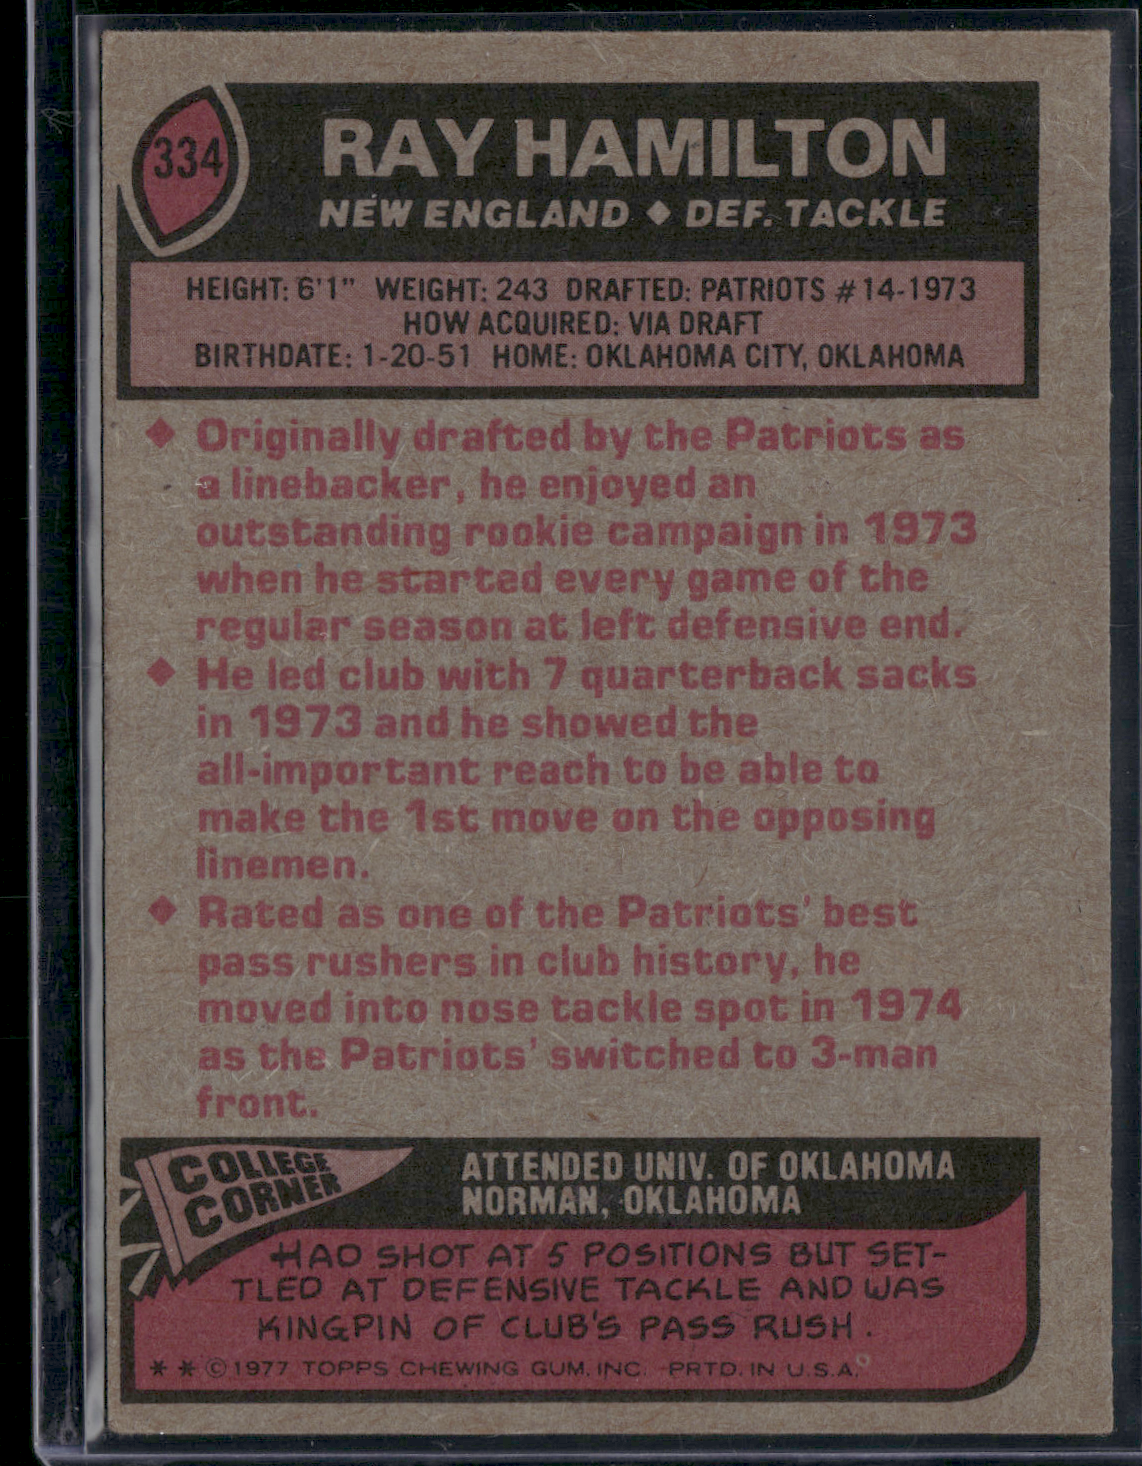 334
RAY HAMILTON
NEW ENGLAND ♦ DEF. TACKLE
HEIGHT: 6'1" WEIGHT: 243 DRAFTED: PATRIOTS #14-1973
HOW ACQUIRED: VIA DRAFT
BIRTHDATE: 1-20-51 HOME: OKLAHOMA CITY, OKLAHOMA
♦ Originally drafted by the Patriots as
a linebacker, he enjoyed an
outstanding rookie campaign in 1973
when he started every game of the
regular season at left defensive end.
♦ He led club with 7 quarterback sacks
in 1973 and he showed the
all-important reach to be able to
make the 1st move on the opposing
linemen.
♦ Rated as one of the Patriots' best
pass rushers in club history, he
moved into nose tackle spot in 1974
as the Patriots' switched to 3-man
front.
COLLEGE
CORNER
ATTENDED UNIV. OF OKLAHOMA
NORMAN, OKLAHOMA
HAD SHOT AT 5 POSITIONS BUT SET-
TLED AT DEFENSIVE TACKLE AND WAS
KINGPIN OF CLUB'S PASS RUSH.
* * © 1977 TOPPS CHEWING GUM, INC. PRTD. IN U.S.A.